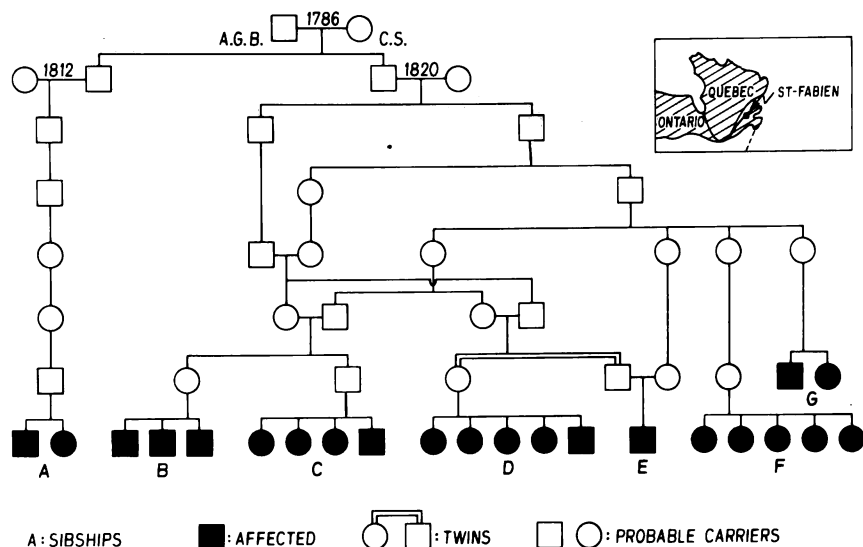 A.G.B. 1786 C.S.
1812 1820
QUEBEC ST-FABIEN
ONTARIO
G
A B C D E F
A: SIBSHIPS : AFFECTED : TWINS : PROBABLE CARRIERS